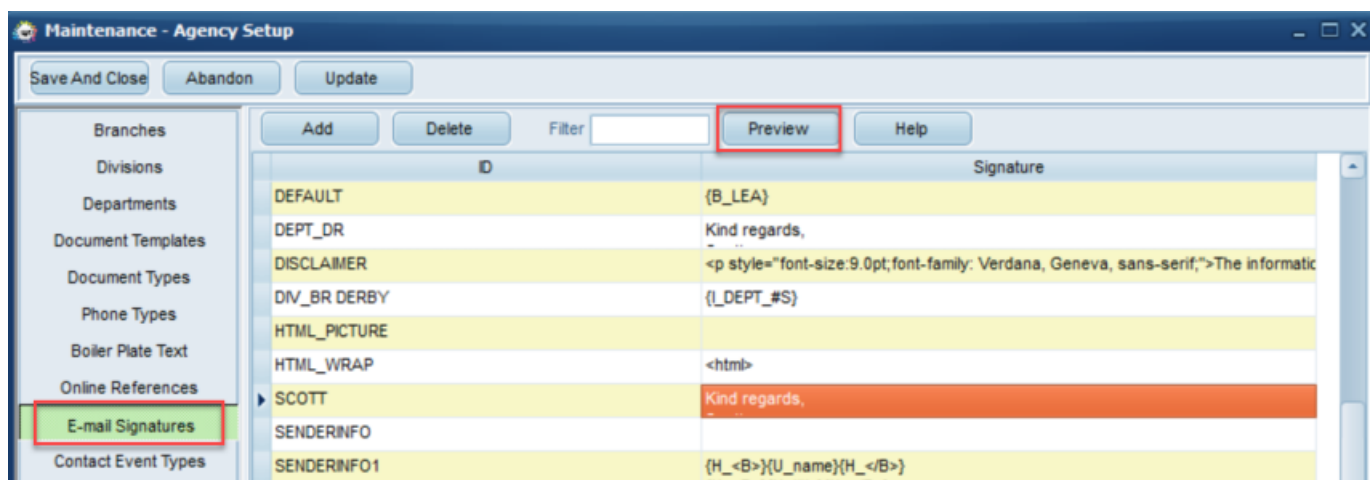 Maintenance - Agency Setup
Save And Close Abandon Update
Branches
Divisions
Departments
Document Templates
Document Types
Phone Types
Boiler Plate Text
Online References
E-mail Signatures
Contact Event Types
Add Delete Filter Preview Help
ID Signature
DEFAULT {B_LEA}
DEPT_DR Kind regards,
DISCLAIMER <p style="font-size:9.0pt;font-family: Verdana, Geneva, sans-serif;">The informatic
DIV_BR DERBY {I_DEPT_#S}
HTML_PICTURE
HTML_WRAP <html>
SCOTT Kind regards,
SENDERINFO
SENDERINFO1 {H_<B>}{U_name}{H_</B>}